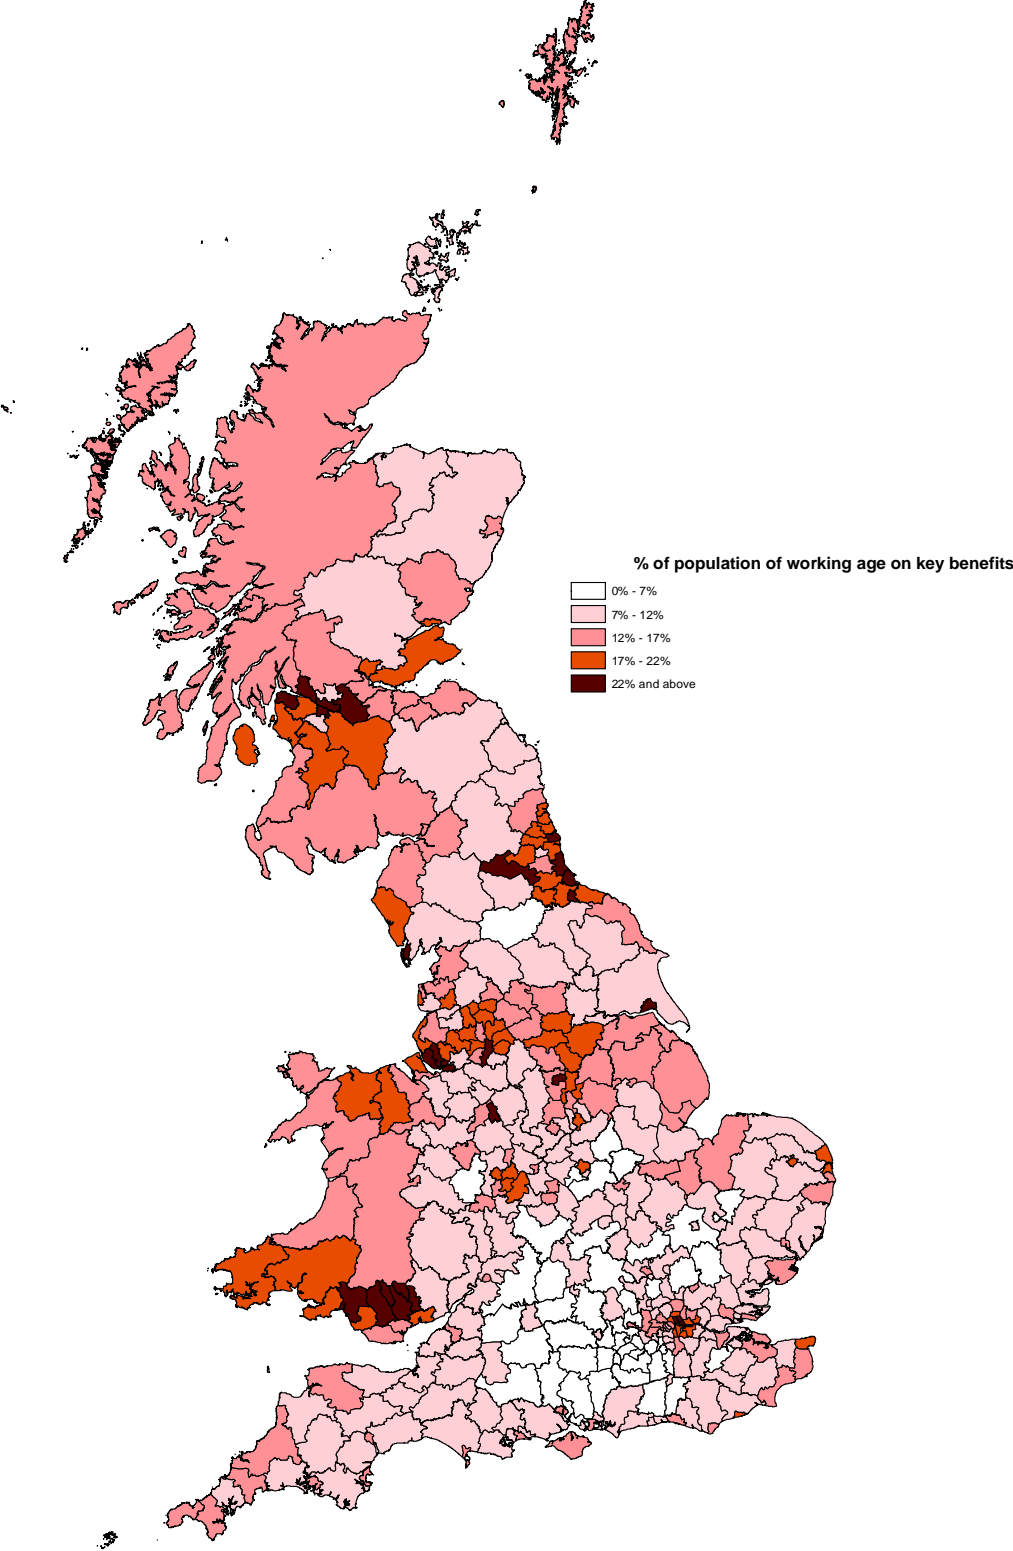 % of population of working age on key benefits
0% - 7%
7% - 12%
12% - 17%
17% - 22%
22% and above